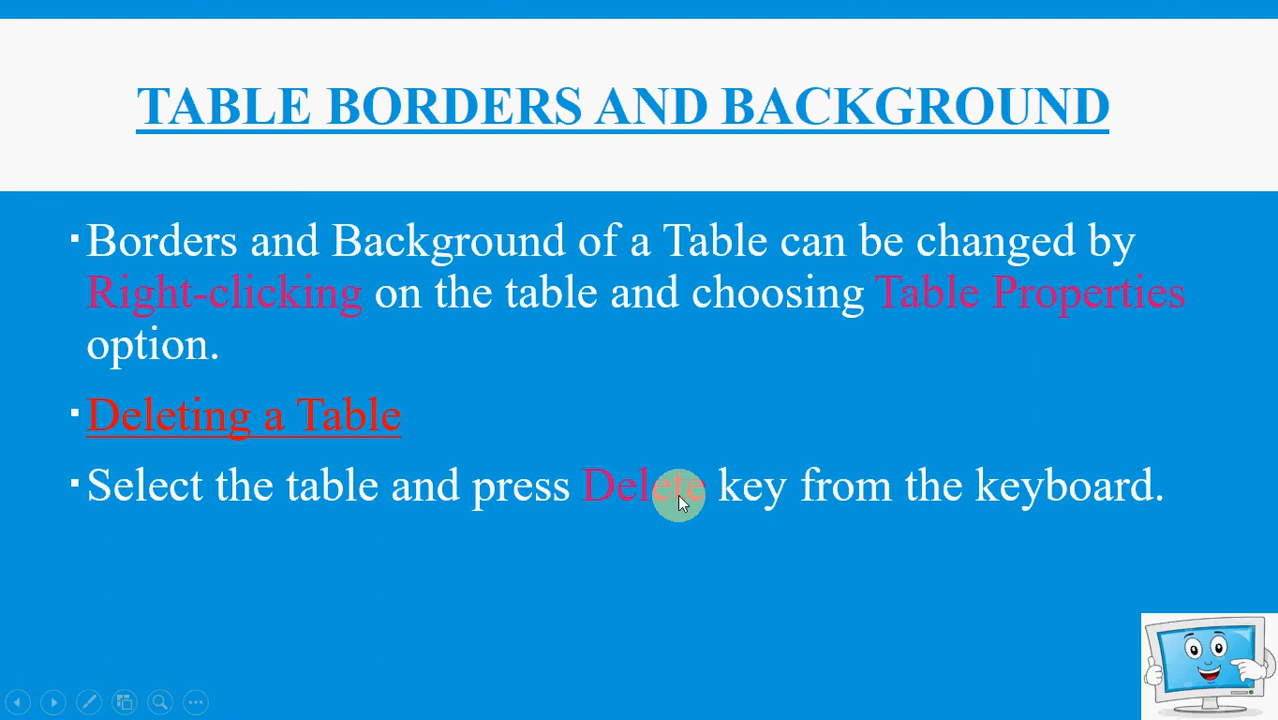 TABLE BORDERS AND BACKGROUND
▪Borders and Background of a Table can be changed by
Right-clicking on the table and choosing Table Properties
option.
▪Deleting a Table
▪Select the table and press Delete key from the keyboard.